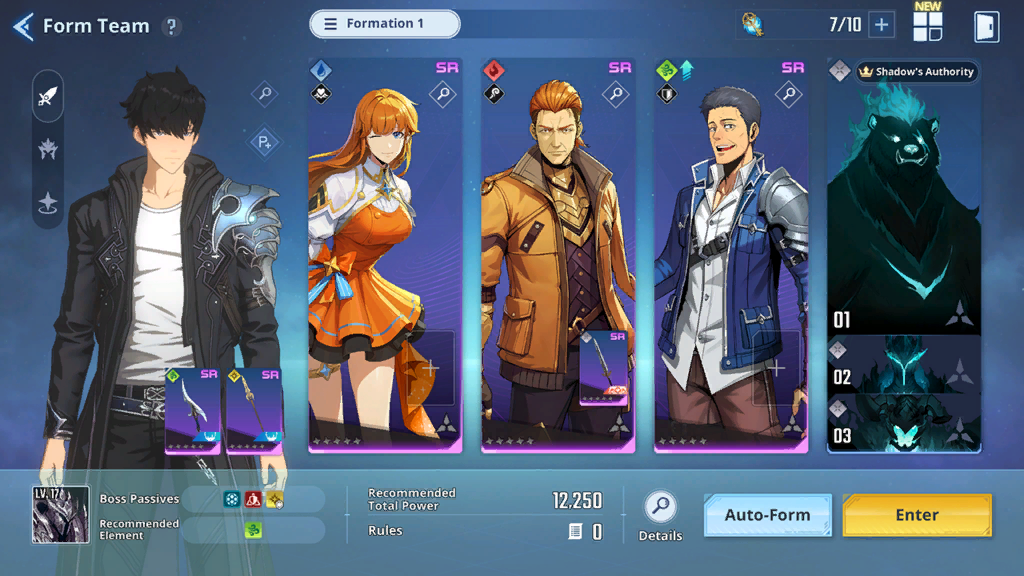 Form Team ?
Formation 1
7/10
NEW
P+
SR
SR
SR
Shadow's Authority
SR
SR
SR
01
02
03
LV. 17
Boss Passives
Recommended
Element
Recommended
Total Power
12,250
Rules
0
Details
Auto-Form
Enter